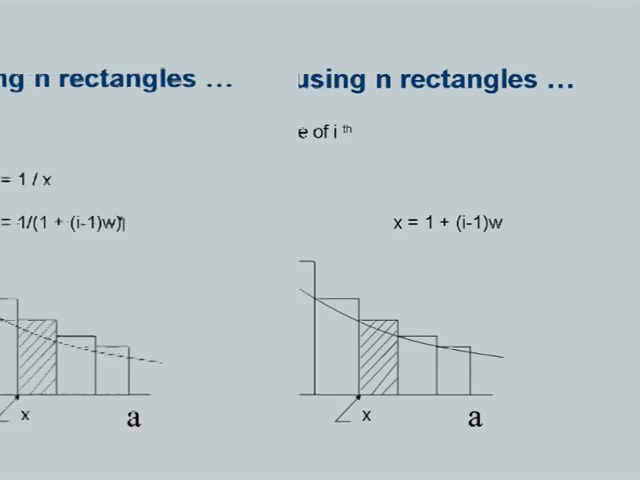 ng n rectangles …
= 1 / x
= 1/(1 + (i-1)w)
x
a
using n rectangles …
e of i th
x = 1 + (i-1)w
x
a